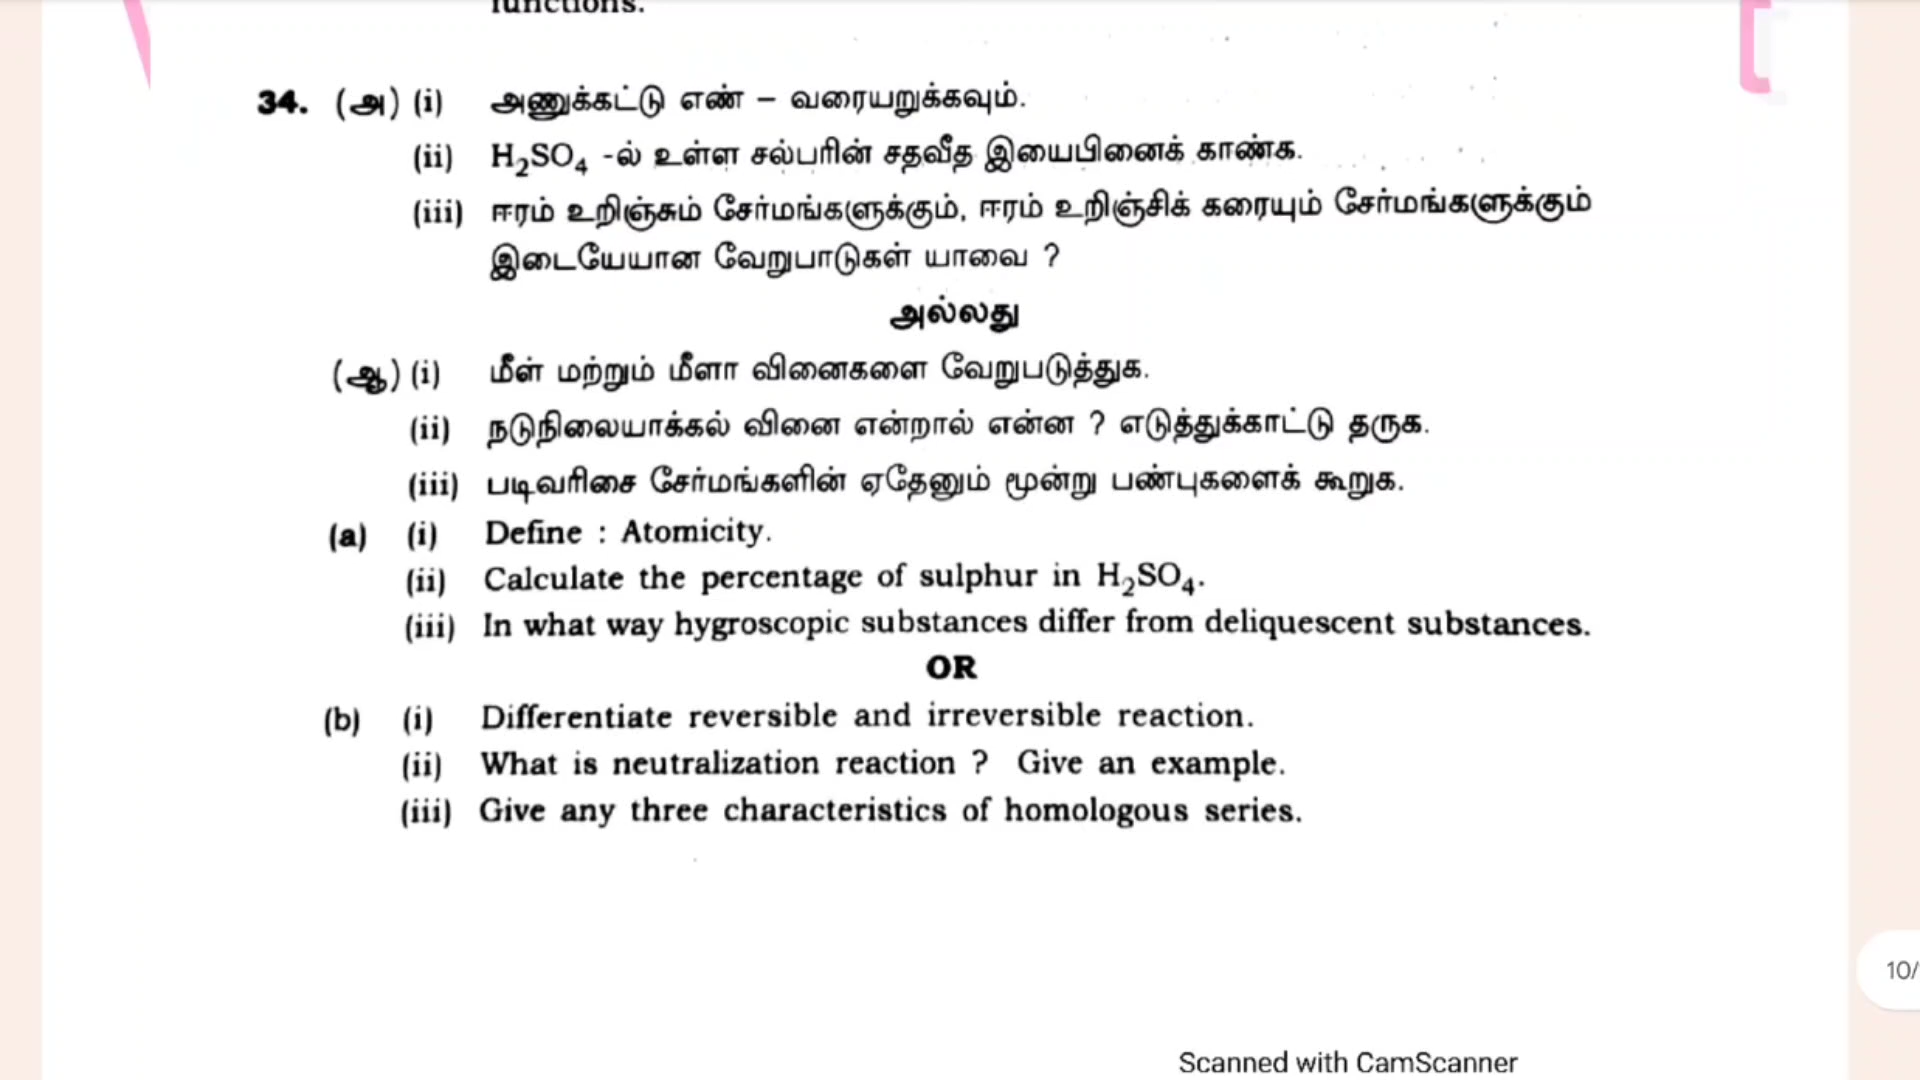 functions.
34. (அ) (i) அணுக்கட்டு எண் – வரையறுக்கவும்.
(ii) H₂SO₄ -ல் உள்ள சல்பரின் சதவீத இயைபினைக் காண்க.
(iii) ஈரம் உறிஞ்சும் சேர்மங்களுக்கும், ஈரம் உறிஞ்சிக் கரையும் சேர்மங்களுக்கும்
இடையேயான வேறுபாடுகள் யாவை ?
அல்லது
(ஆ) (i) மீள் மற்றும் மீளா வினைகளை வேறுபடுத்துக.
(ii) நடுநிலையாக்கல் வினை என்றால் என்ன ? எடுத்துக்காட்டு தருக.
(iii) படிவரிசை சேர்மங்களின் ஏதேனும் மூன்று பண்புகளைக் கூறுக.
(a) (i) Define : Atomicity.
(ii) Calculate the percentage of sulphur in H₂SO₄.
(iii) In what way hygroscopic substances differ from deliquescent substances.
OR
(b) (i) Differentiate reversible and irreversible reaction.
(ii) What is neutralization reaction ? Give an example.
(iii) Give any three characteristics of homologous series.
10/
Scanned with CamScanner